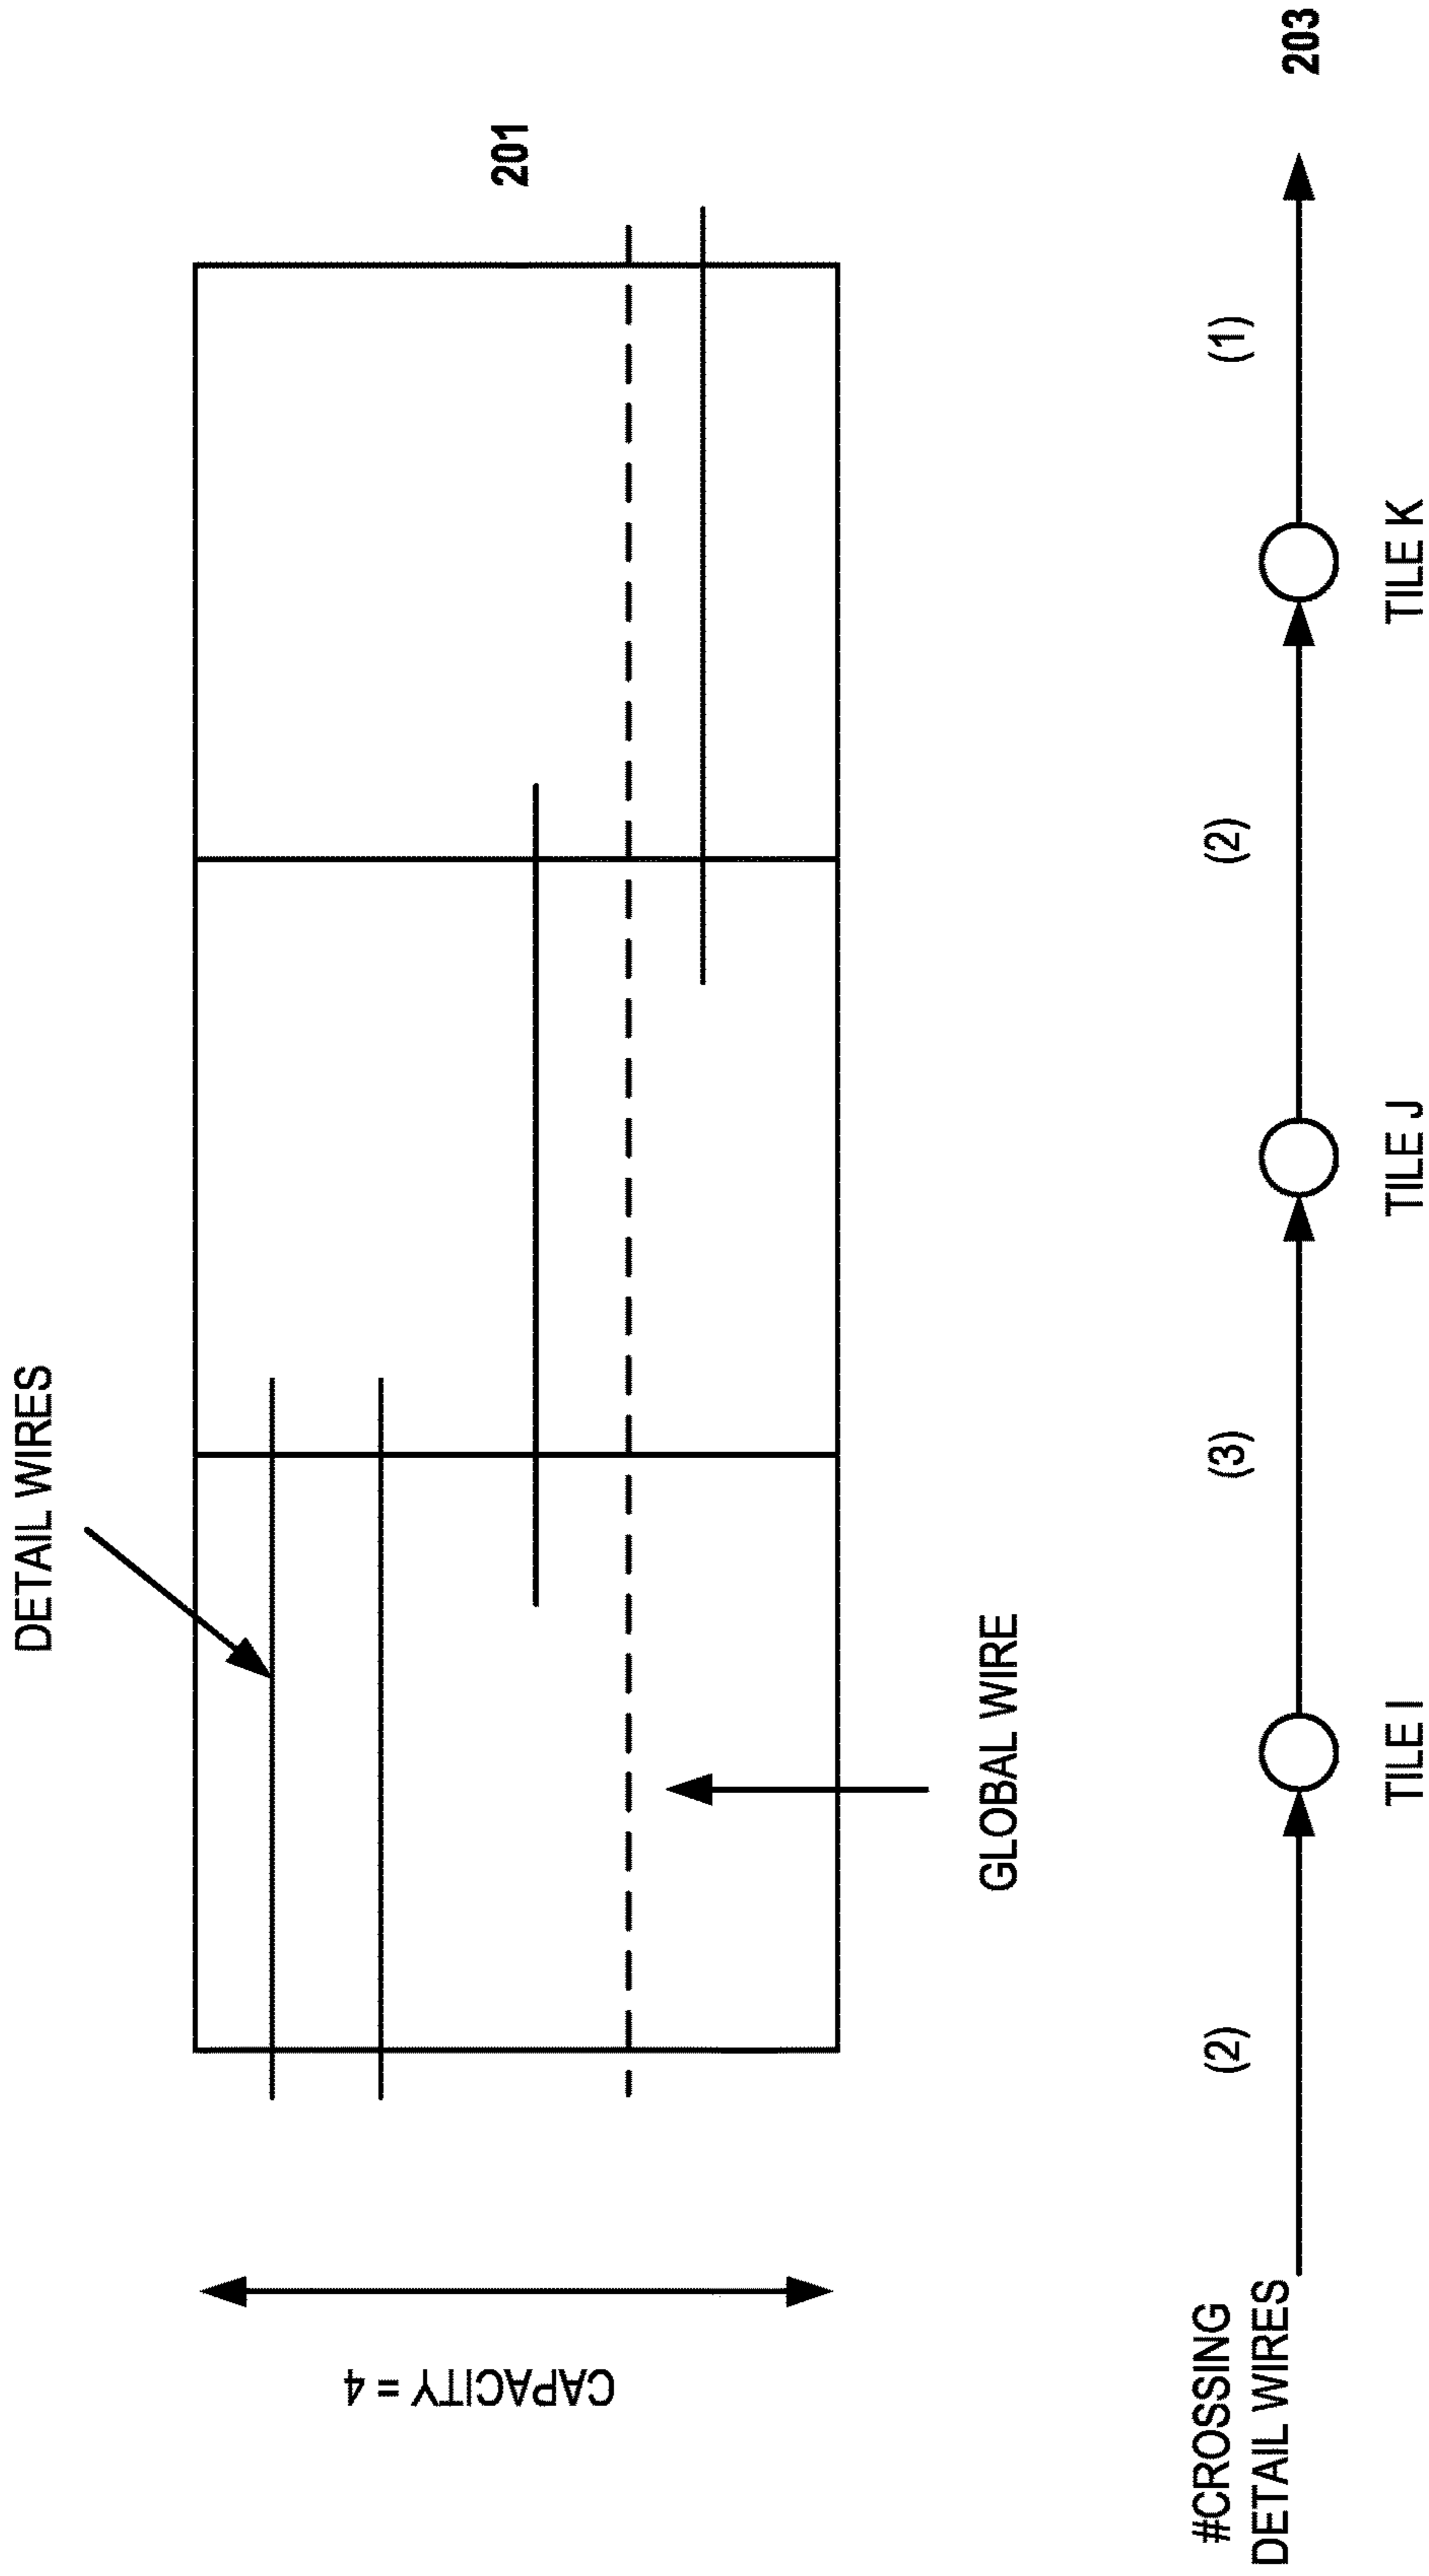 DETAIL WIRES
201
CAPACITY = 4
GLOBAL WIRE
#CROSSING
DETAIL WIRES
(2)
(3)
(2)
(1)
203
TILE I
TILE J
TILE K